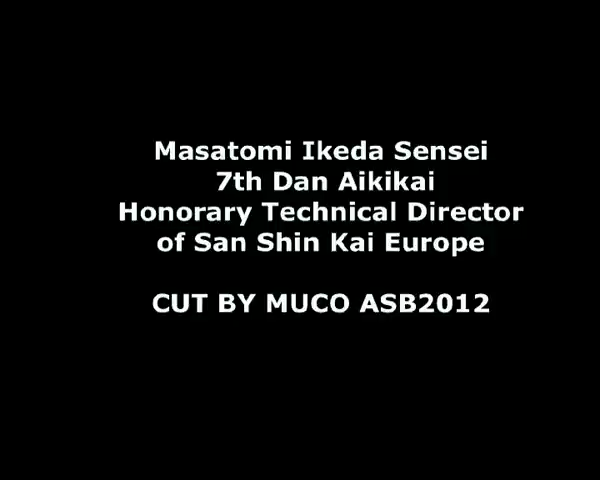 Masatomi Ikeda Sensei
7th Dan Aikikai
Honorary Technical Director
of San Shin Kai Europe
CUT BY MUCO ASB2012